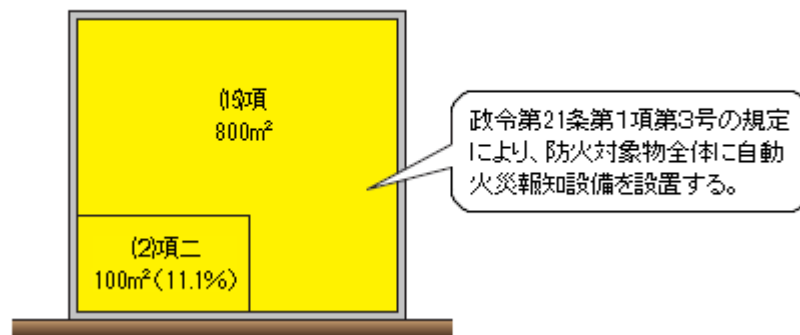 ⒂項
800m²
政令第21条第1項第3号の規定
により、防火対象物全体に自動
火災報知設備を設置する。
⑵項ニ
100m²(11.1%)